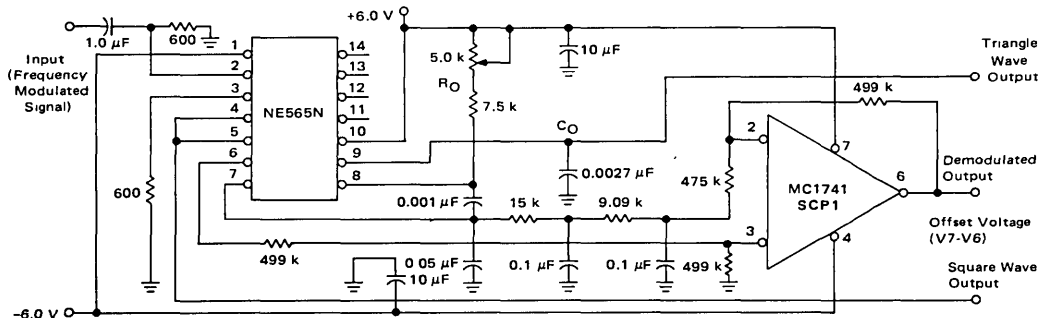 +6.0 V
1.0 µF
600
Input
(Frequency
Modulated
Signal)
1
2
3
4
5
6
7
NE565N
14
13
12
11
10
9
8
600
5.0 k
RO
7.5 k
10 µF
CO
0.0027 µF
0.001 µF
15 k
9.09 k
499 k
0 05 µF
10 µF
0.1 µF
0.1 µF
499 k
475 k
499 k
2
3
7
MC1741
SCP1
6
4
Triangle
Wave
Output
Demodulated
Output
Offset Voltage
(V7-V6)
Square Wave
Output
–6.0 V